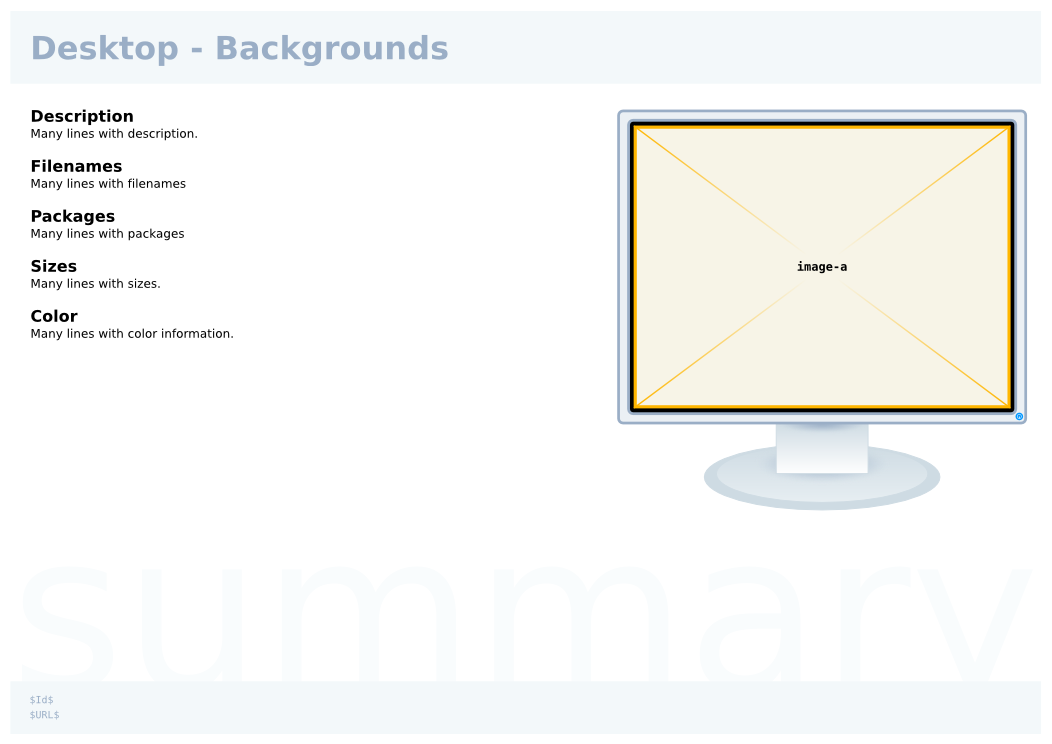 Desktop - Backgrounds
Description
Many lines with description.
Filenames
Many lines with filenames
Packages
Many lines with packages
Sizes
Many lines with sizes.
Color
Many lines with color information.
image-a
summary
$Id$
$URL$